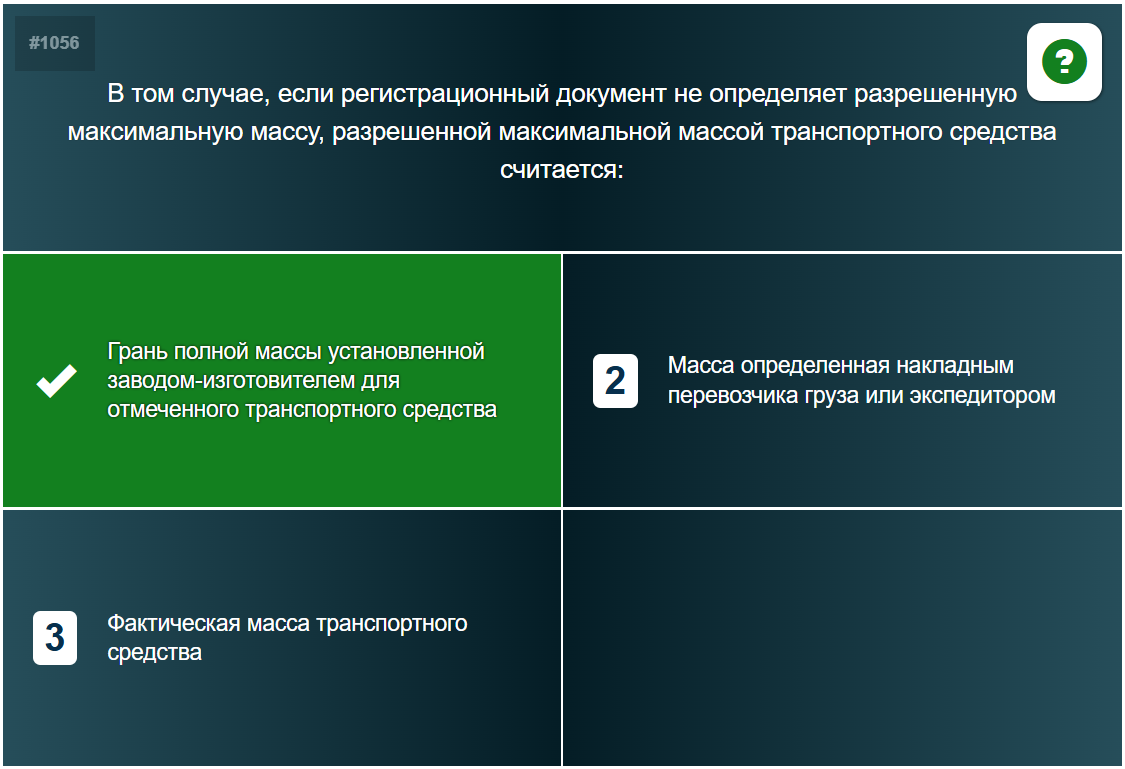 #1056
?
В том случае, если регистрационный документ не определяет разрешенную
максимальную массу, разрешенной максимальной массой транспортного средства
считается:
Грань полной массы установленной
заводом-изготовителем для
отмеченного транспортного средства
2
Масса определенная накладным
перевозчика груза или экспедитором
3
Фактическая масса транспортного
средства